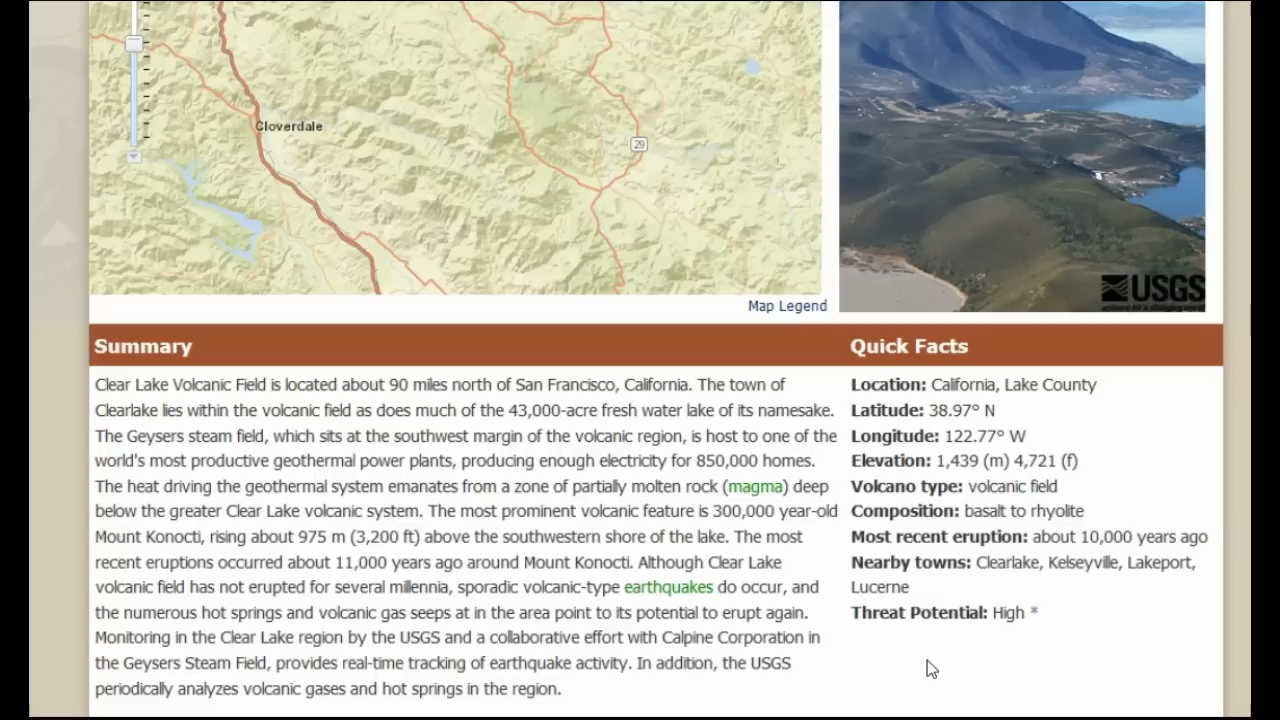 Cloverdale
29
USGS
Map Legend
Summary
Clear Lake Volcanic Field is located about 90 miles north of San Francisco, California. The town of
Clearlake lies within the volcanic field as does much of the 43,000-acre fresh water lake of its namesake.
The Geysers steam field, which sits at the southwest margin of the volcanic region, is host to one of the
world's most productive geothermal power plants, producing enough electricity for 850,000 homes.
The heat driving the geothermal system emanates from a zone of partially molten rock (magma) deep
below the greater Clear Lake volcanic system. The most prominent volcanic feature is 300,000 year-old
Mount Konocti, rising about 975 m (3,200 ft) above the southwestern shore of the lake. The most
recent eruptions occurred about 11,000 years ago around Mount Konocti. Although Clear Lake
volcanic field has not erupted for several millennia, sporadic volcanic-type earthquakes do occur, and
the numerous hot springs and volcanic gas seeps at in the area point to its potential to erupt again.
Monitoring in the Clear Lake region by the USGS and a collaborative effort with Calpine Corporation in
the Geysers Steam Field, provides real-time tracking of earthquake activity. In addition, the USGS
periodically analyzes volcanic gases and hot springs in the region.
Quick Facts
Location: California, Lake County
Latitude: 38.97° N
Longitude: 122.77° W
Elevation: 1,439 (m) 4,721 (f)
Volcano type: volcanic field
Composition: basalt to rhyolite
Most recent eruption: about 10,000 years ago
Nearby towns: Clearlake, Kelseyville, Lakeport,
Lucerne
Threat Potential: High *